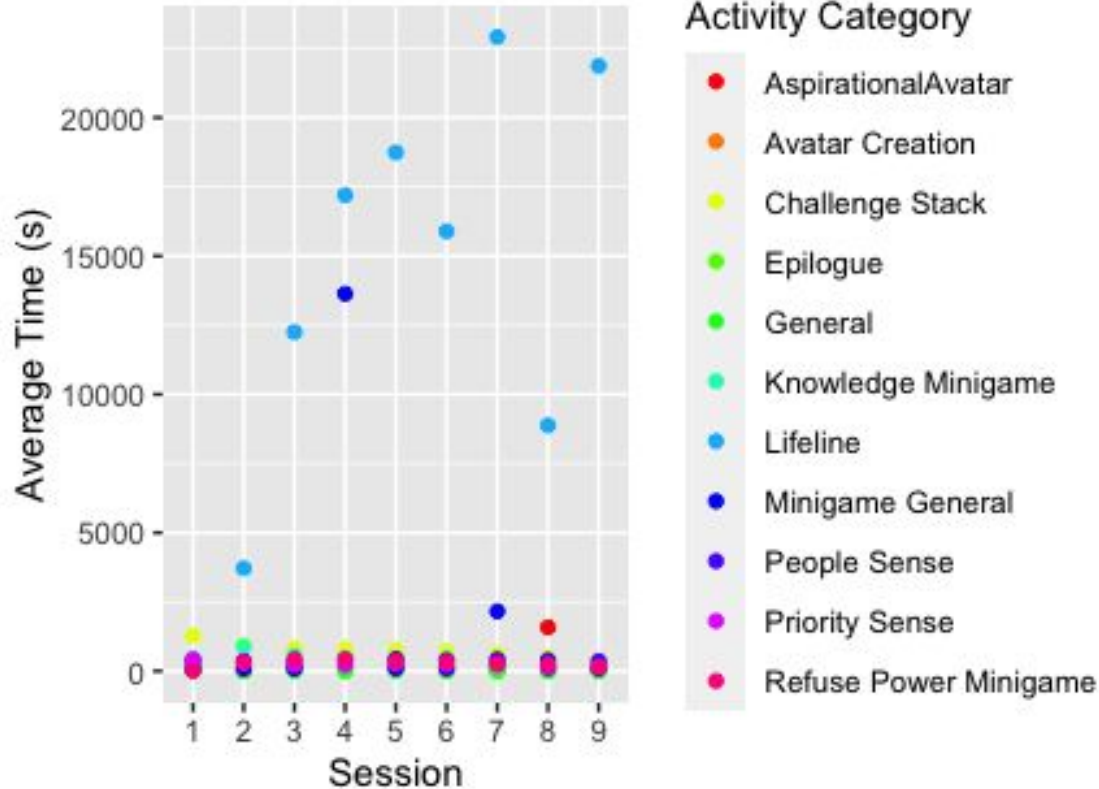 Activity Category
AspirationalAvatar
Avatar Creation
Challenge Stack
Epilogue
General
Knowledge Minigame
Lifeline
Minigame General
People Sense
Priority Sense
Refuse Power Minigame
Average Time (s)
20000
15000
10000
5000
0
1 2 3 4 5 6 7 8 9
Session